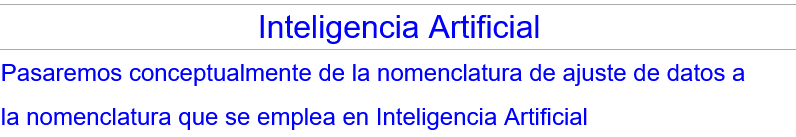 Inteligencia Artificial
Pasaremos conceptualmente de la nomenclatura de ajuste de datos a
la nomenclatura que se emplea en Inteligencia Artificial